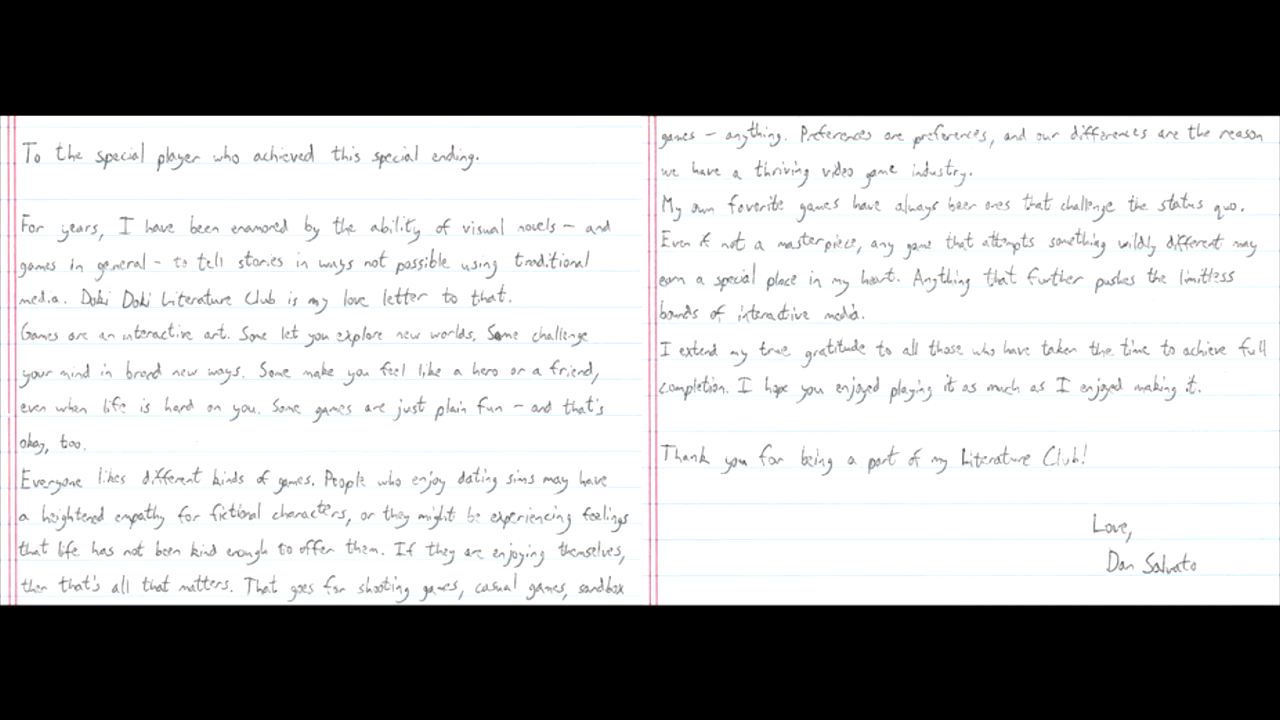 To the special player who achieved this special ending.
For years, I have been enamored by the ability of visual novels - and
games in general - to tell stories in ways not possible using traditional
media. Doki Doki Literature Club is my love letter to that.
Games are an interactive art. Some let you explore new worlds. Some challenge
your mind in brand new ways. Some make you feel like a hero or a friend,
even when life is hard on you. Some games are just plain fun - and that's
okay, too.
Everyone likes different kinds of games. People who enjoy dating sims may have
a heightened empathy for fictional characters, or they might be experiencing feelings
that life has not been kind enough to offer them. If they are enjoying themselves,
then that's all that matters. That goes for shooting games, casual games, sandbox
games - anything. Preferences are preferences, and our differences are the reason
we have a thriving video game industry.
My own favorite games have always been ones that challenge the status quo.
Even if not a masterpiece, any game that attempts something wildly different may
earn a special place in my heart. Anything that further pushes the limitless
bounds of interactive media.
I extend my true gratitude to all those who have taken the time to achieve full
completion. I hope you enjoyed playing it as much as I enjoyed making it.
Thank you for being a part of my Literature Club!
Love,
Dan Salvato